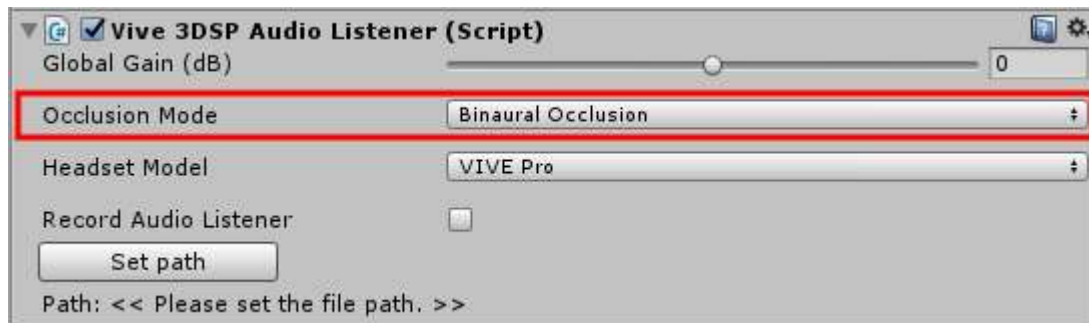 Vive 3DSP Audio Listener (Script)
Global Gain (dB) 0
Occlusion Mode Binaural Occlusion
Headset Model VIVE Pro
Record Audio Listener
Set path
Path: << Please set the file path. >>